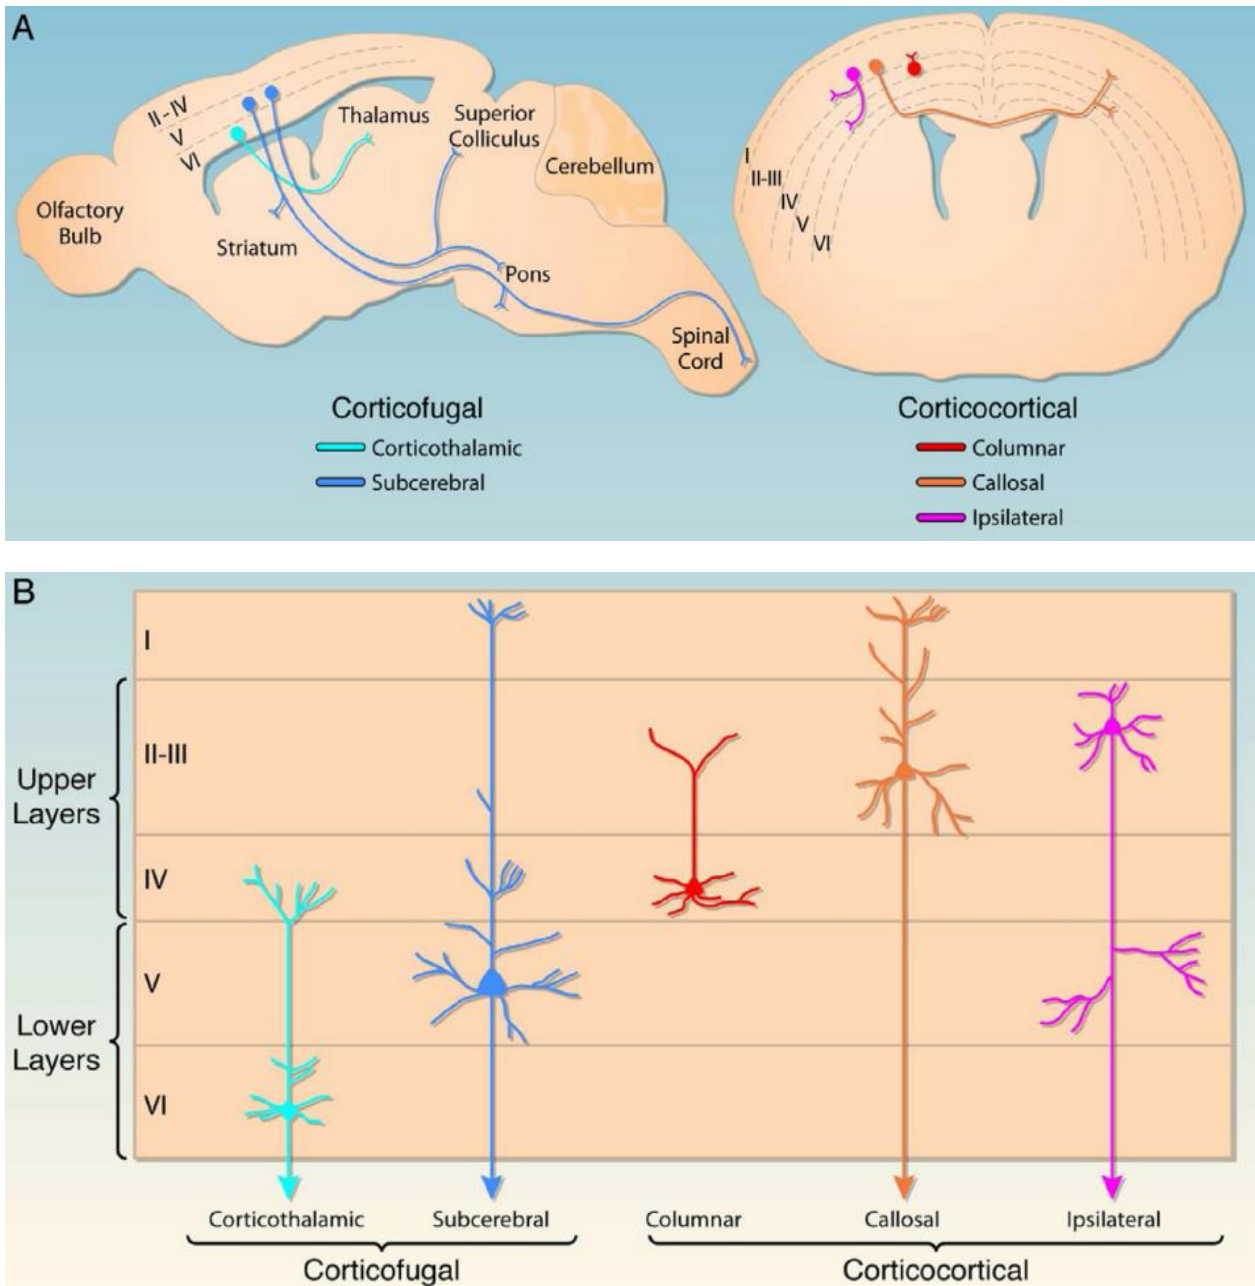 A
II - IV
V
VI
Thalamus
Superior
Colliculus
Cerebellum
Olfactory
Bulb
Striatum
Pons
Spinal
Cord
I
II-III
IV
V
VI
Corticofugal
Corticothalamic
Subcerebral
Corticocortical
Columnar
Callosal
Ipsilateral
B
I
II-III
IV
V
VI
Upper
Layers
Lower
Layers
Corticothalamic
Subcerebral
Columnar
Callosal
Ipsilateral
Corticofugal
Corticocortical